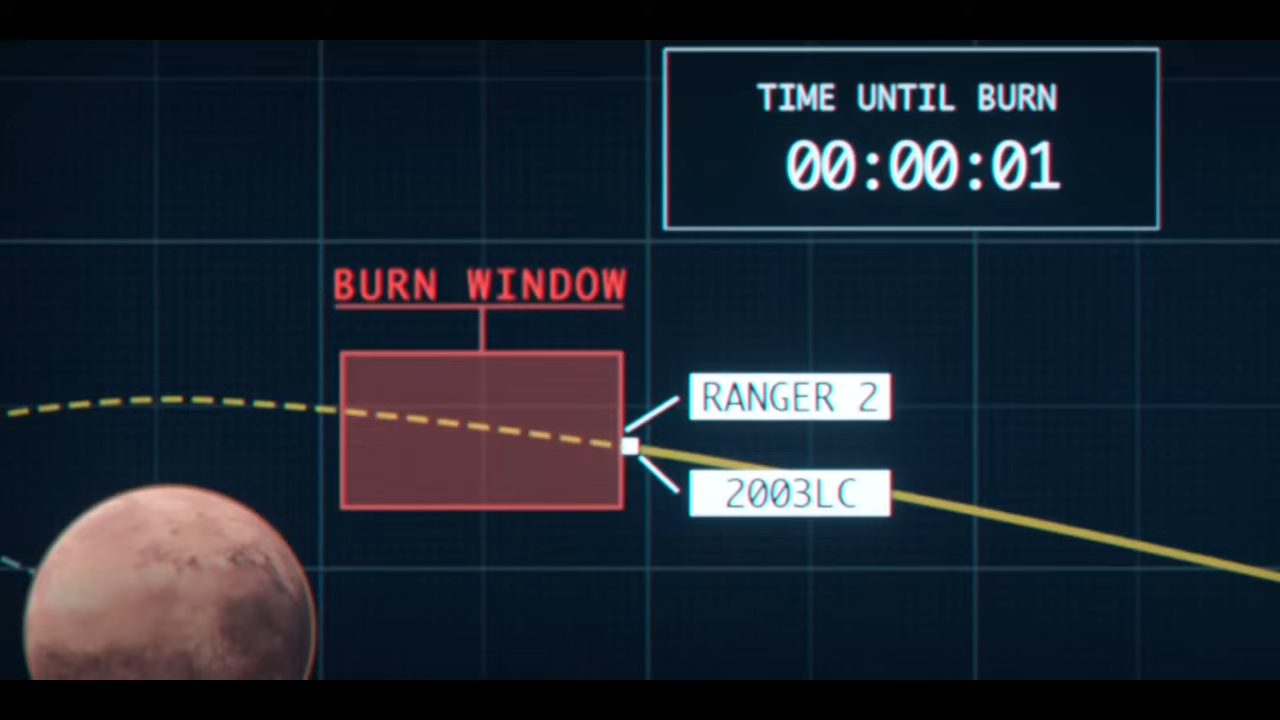 TIME UNTIL BURN
00:00:01
BURN WINDOW
RANGER 2
2003LC